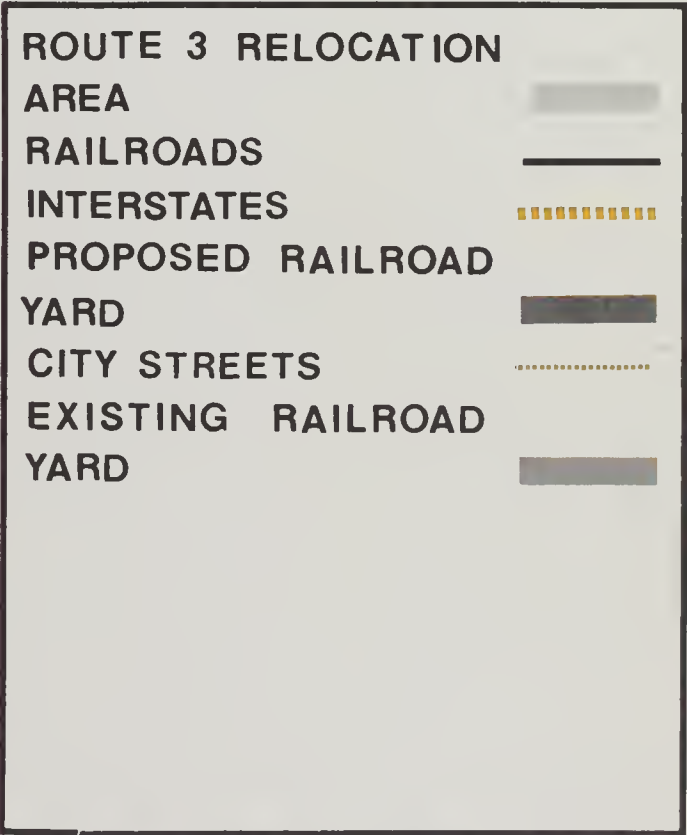 ROUTE 3 RELOCATION
AREA
RAILROADS
INTERSTATES
PROPOSED RAILROAD
YARD
CITY STREETS
EXISTING RAILROAD
YARD